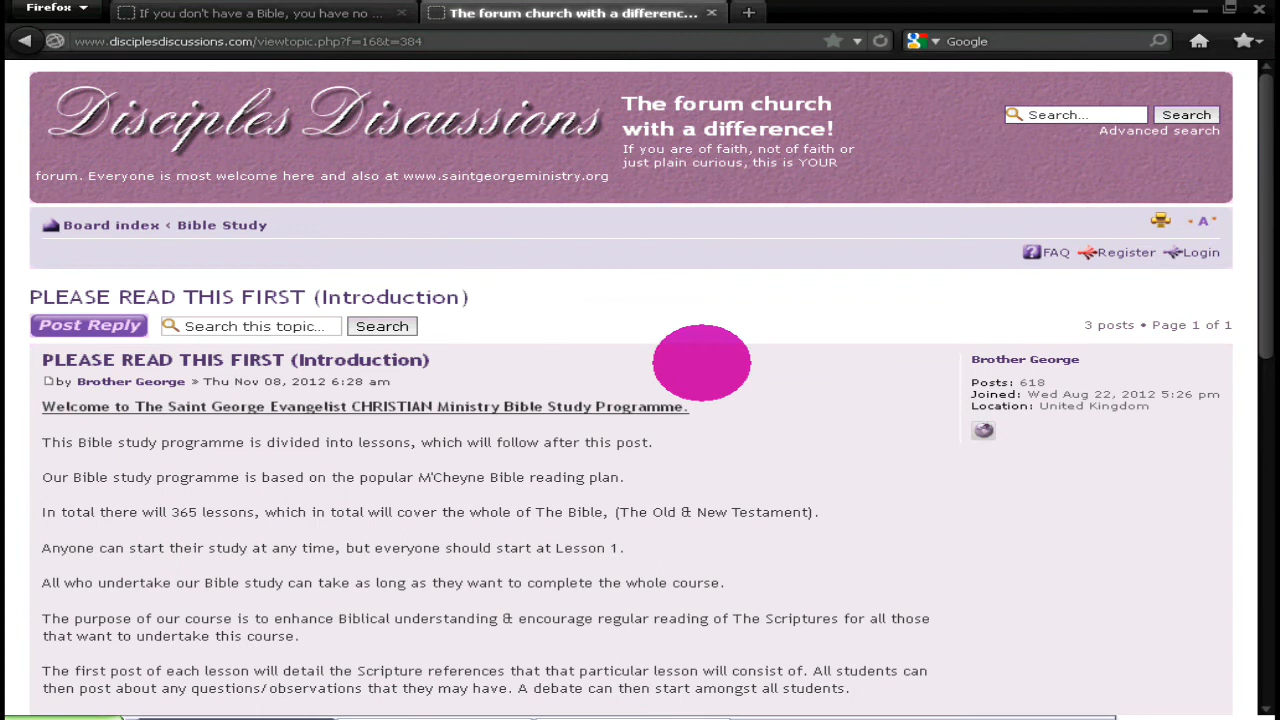 Firefox
If you don't have a Bible, you have no ...
The forum church with a differenc...
www.disciplesdiscussions.com/viewtopic.php?f=16&t=384
Google
Disciples Discussions
The forum church
with a difference!
If you are of faith, not of faith or
just plain curious, this is YOUR
forum. Everyone is most welcome here and also at www.saintgeorgeministry.org
Search...
Search
Advanced search
Board index ‹ Bible Study
A
FAQ Register Login
PLEASE READ THIS FIRST (Introduction)
Post Reply
Search this topic...
Search
3 posts • Page 1 of 1
PLEASE READ THIS FIRST (Introduction)
by Brother George » Thu Nov 08, 2012 6:28 am
Welcome to The Saint George Evangelist CHRISTIAN Ministry Bible Study Programme.
This Bible study programme is divided into lessons, which will follow after this post.
Our Bible study programme is based on the popular M'Cheyne Bible reading plan.
In total there will 365 lessons, which in total will cover the whole of The Bible, (The Old & New Testament).
Anyone can start their study at any time, but everyone should start at Lesson 1.
All who undertake our Bible study can take as long as they want to complete the whole course.
The purpose of our course is to enhance Biblical understanding & encourage regular reading of The Scriptures for all those
that want to undertake this course.
The first post of each lesson will detail the Scripture references that that particular lesson will consist of. All students can
then post about any questions/observations that they may have. A debate can then start amongst all students.
Brother George
Posts: 618
Joined: Wed Aug 22, 2012 5:26 pm
Location: United Kingdom